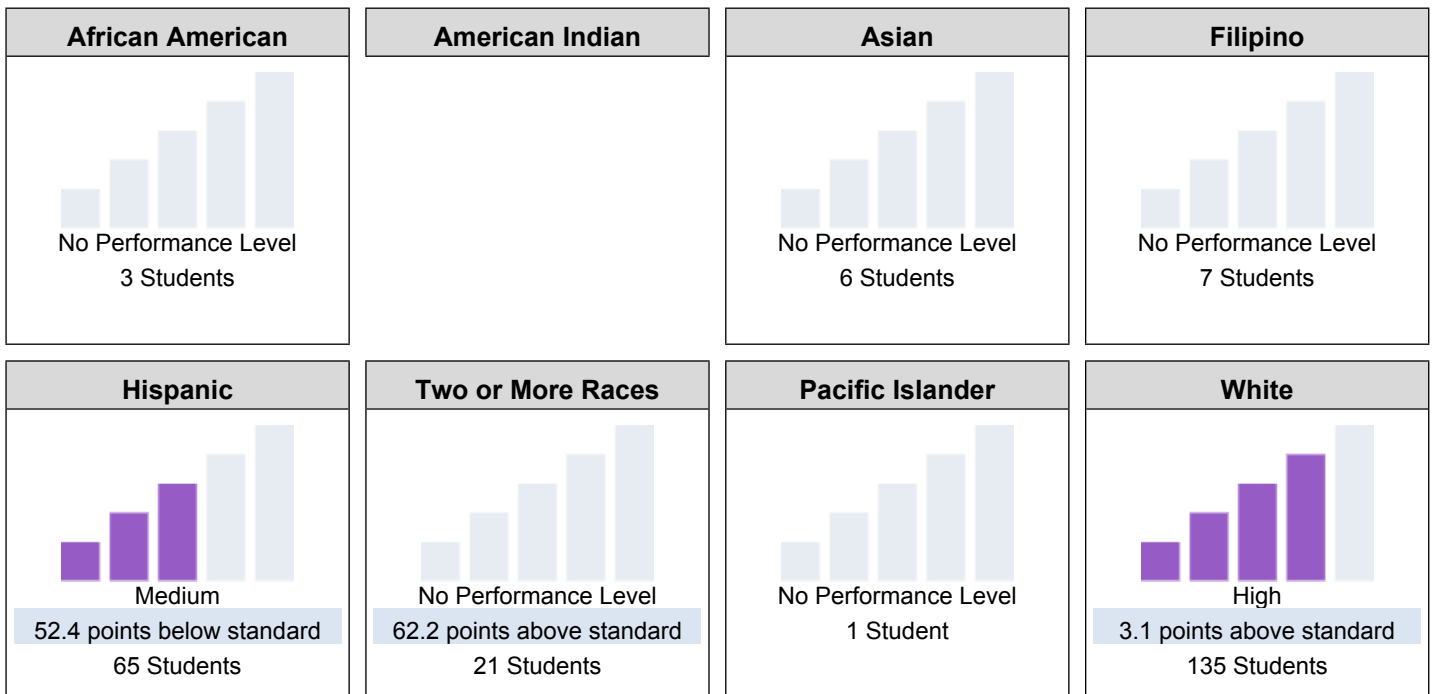 African American
No Performance Level
3 Students
American Indian
Asian
No Performance Level
6 Students
Filipino
No Performance Level
7 Students
Hispanic
Medium
52.4 points below standard
65 Students
Two or More Races
No Performance Level
62.2 points above standard
21 Students
Pacific Islander
No Performance Level
1 Student
White
High
3.1 points above standard
135 Students